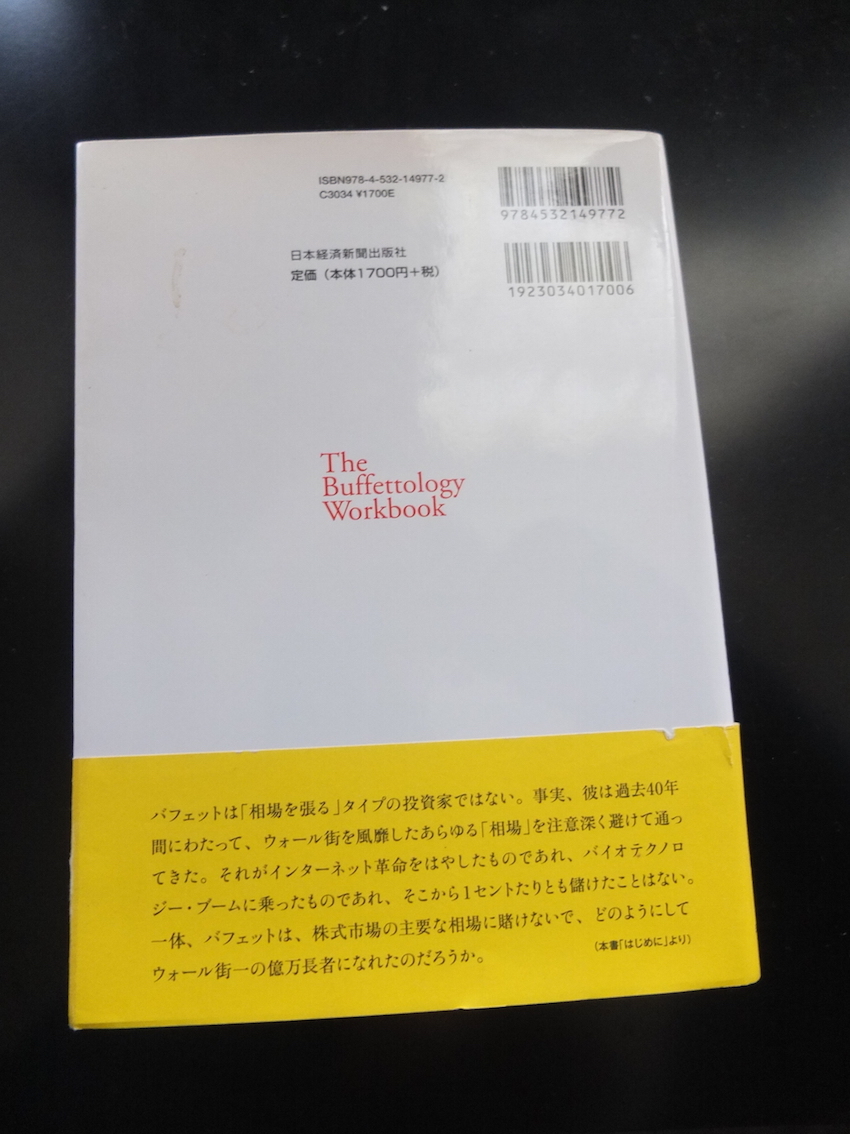 ISBN978-4-532-14977-2
C3034 ¥1700E
9784532149772
日本経済新聞出版社
定価（本体1700円+税）
1923034017006
The
Buffettology
Workbook
バフェットは「相場を張る」タイプの投資家ではない。事実、彼は過去40年
間にわたって、ウォール街を風靡したあらゆる「相場」を注意深く避けて通っ
てきた。それがインターネット革命をはやしたものであれ、バイオテクノロ
ジー・ブームに乗ったものであれ、そこから1セントたりとも儲けたことはない。
一体、バフェットは、株式市場の主要な相場に賭けないで、どのようにして
ウォール街一の億万長者になれたのだろうか。
（本書「はじめに」より）